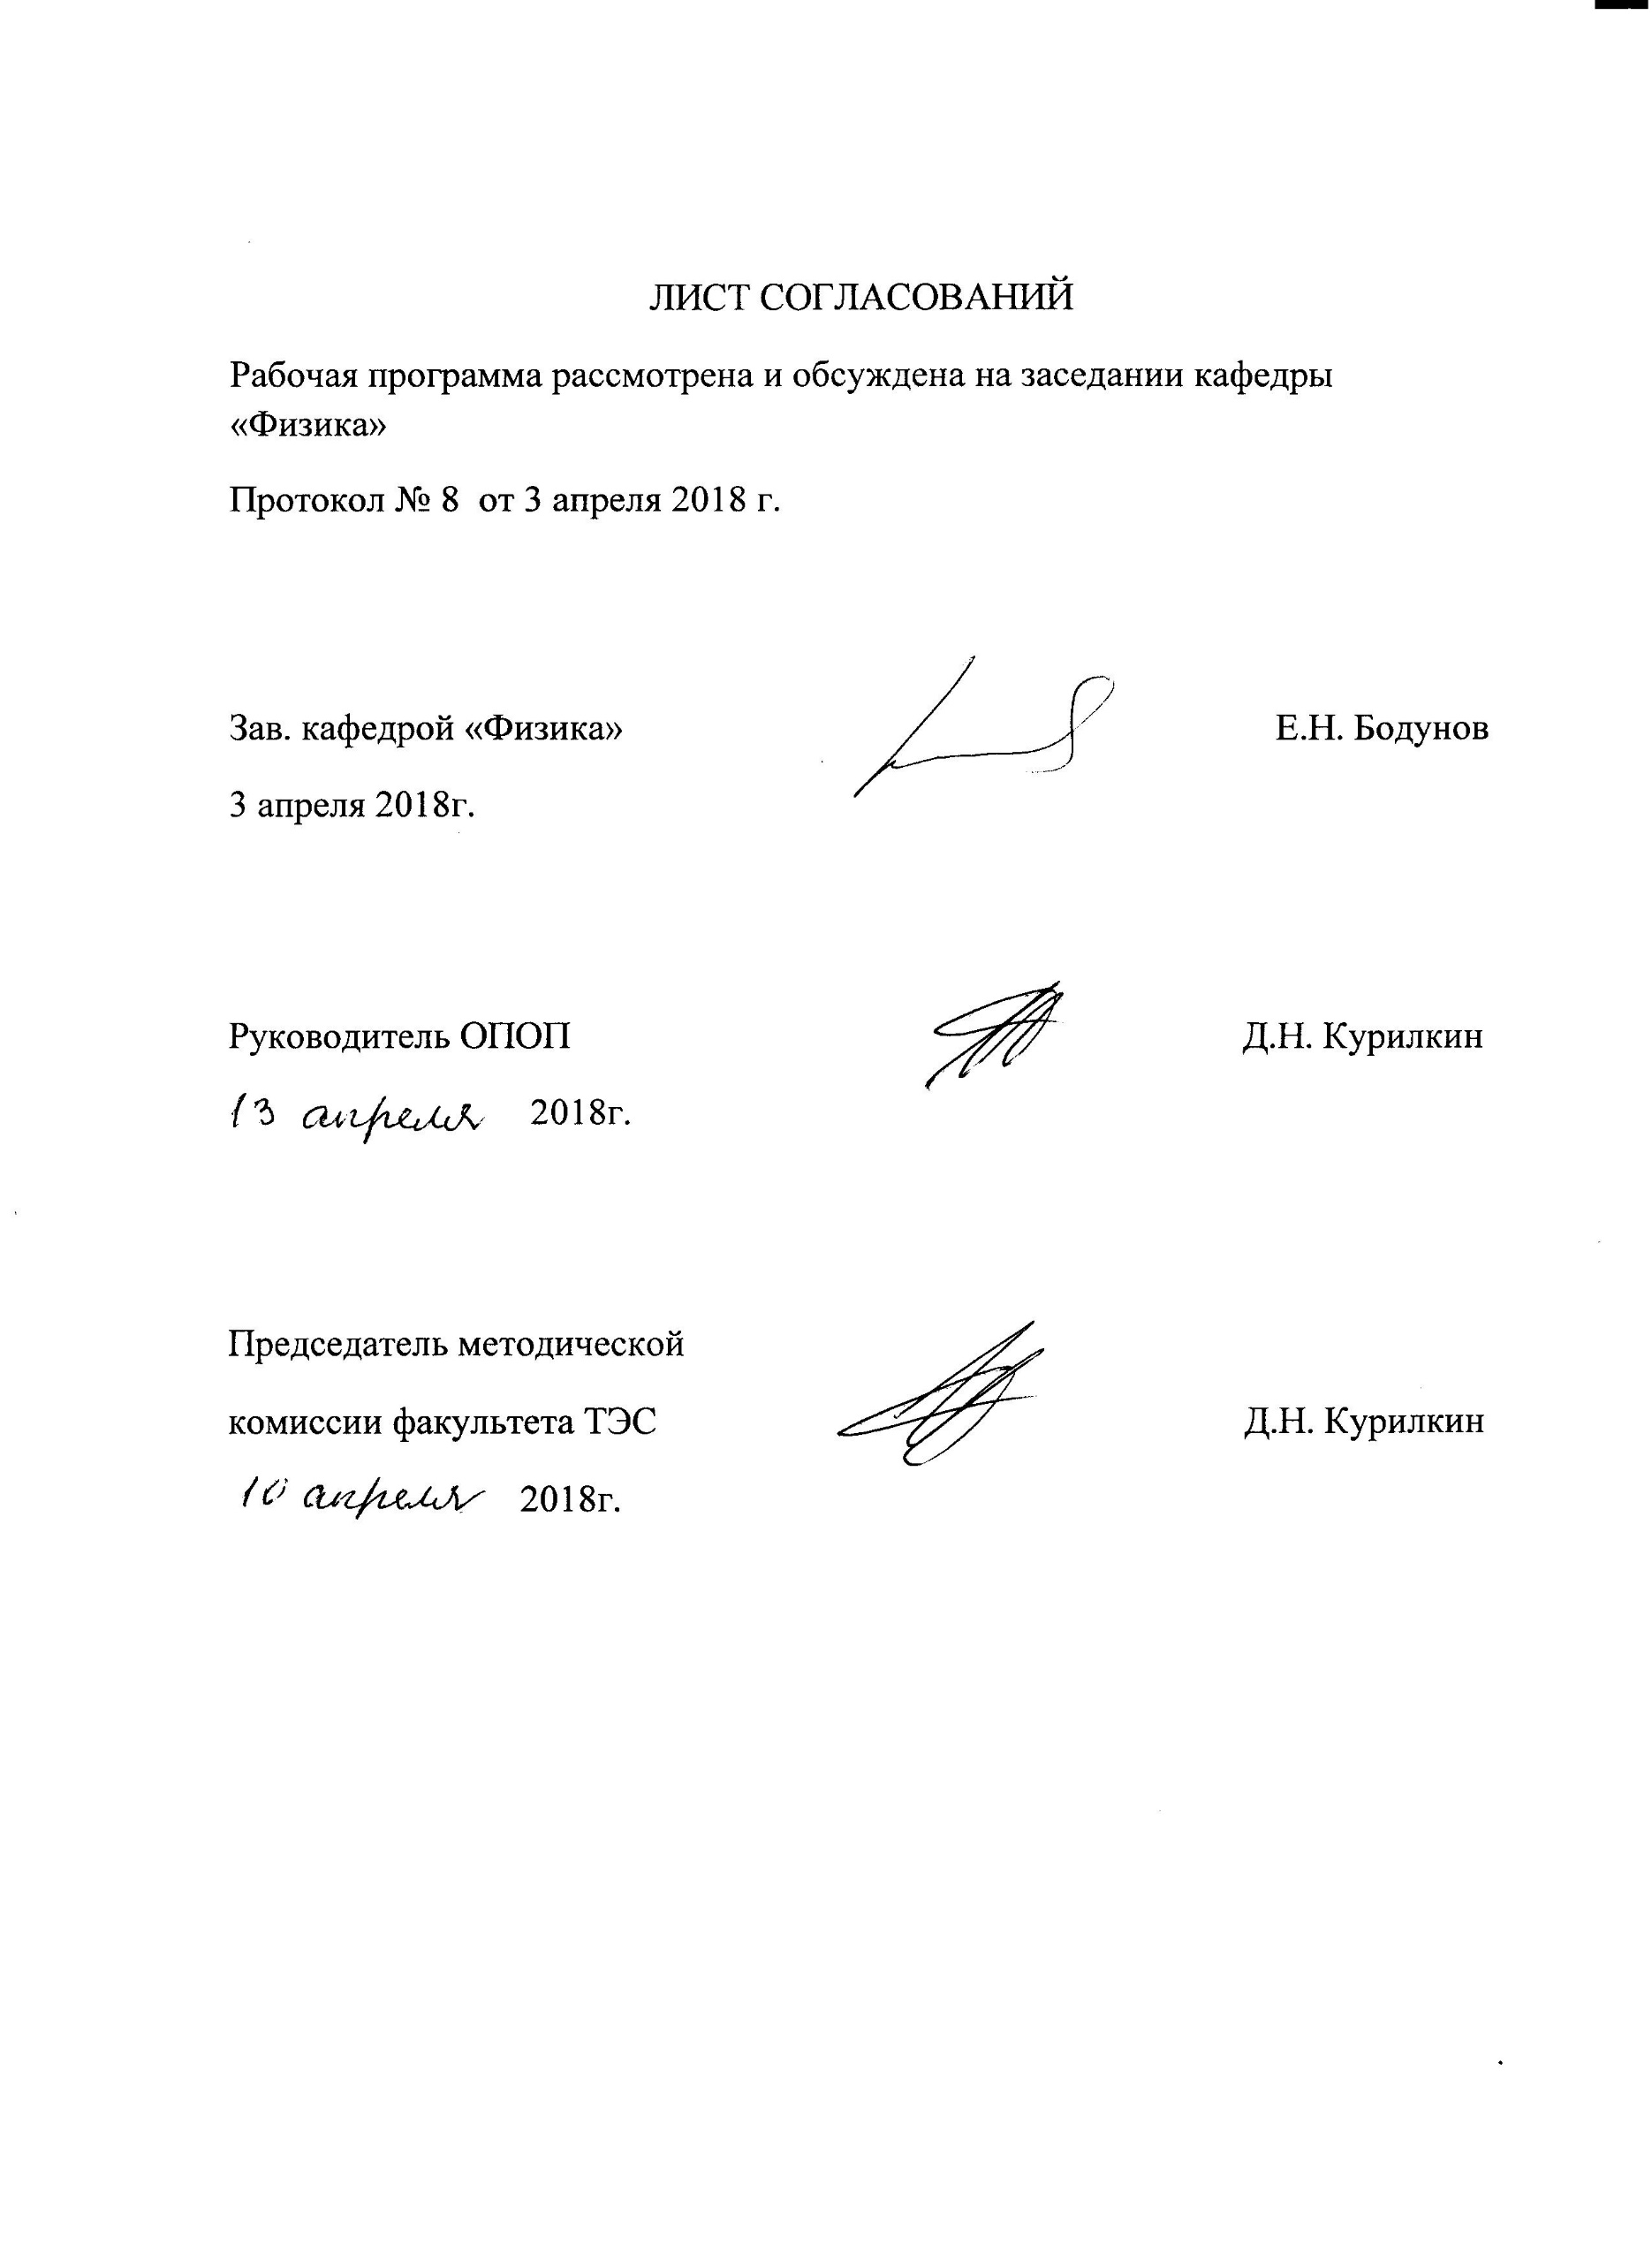 ЛИСТ СОГЛАСОВАНИЙ
Рабочая программа рассмотрена и обсуждена на заседании кафедры
«Физика»
Протокол № 8 от 3 апреля 2018 г.
Зав. кафедрой «Физика» Е.Н. Бодунов
3 апреля 2018г.
Руководитель ОПОП Д.Н. Курилкин
13 апреля 2018г.
Председатель методической
комиссии факультета ТЭС Д.Н. Курилкин
10 апреля 2018г.